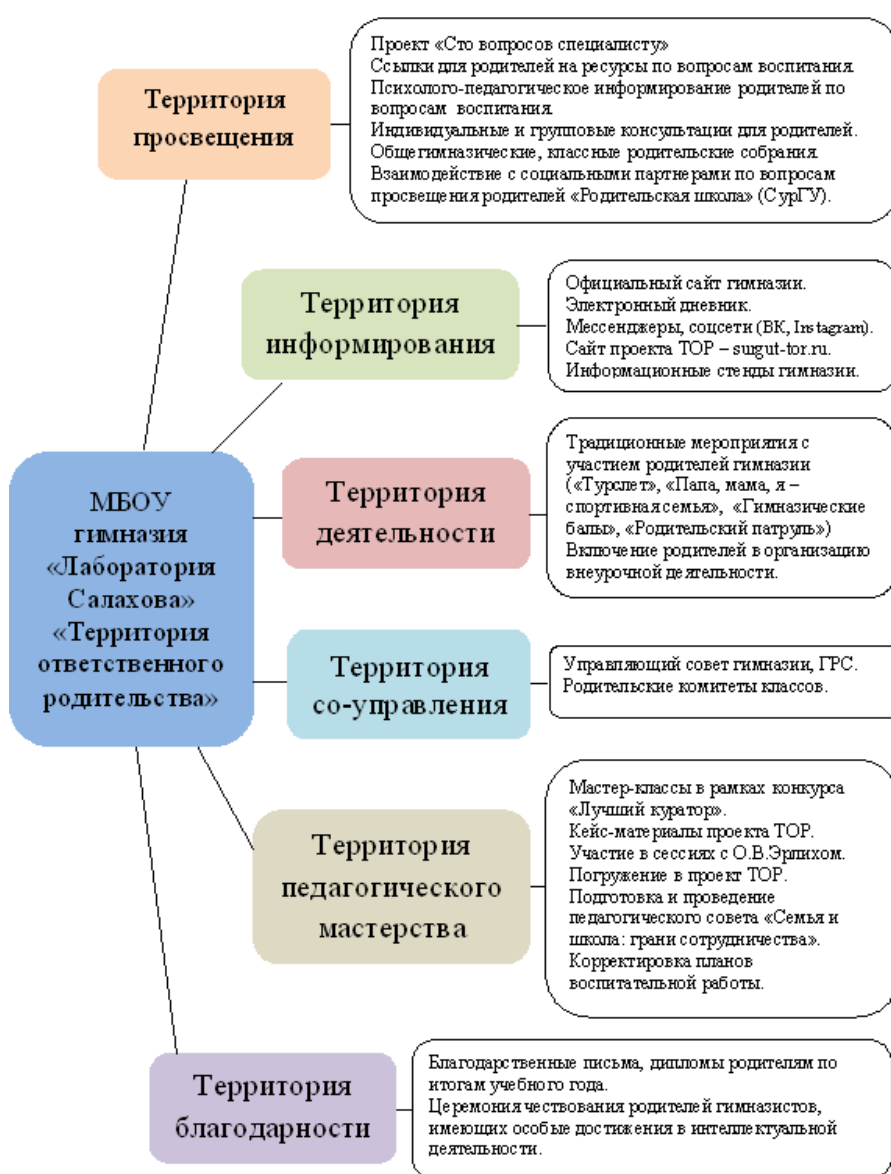 Территория
просвещения
Проект «Сто вопросов специалисту»
Ссылки для родителей на ресурсы по вопросам воспитания.
Психолого-педагогическое информирование родителей по
вопросам воспитания.
Индивидуальные и групповые консультации для родителей.
Общегимназические, классные родительские собрания.
Взаимодействие с социальными партнерами по вопросам
просвещения родителей «Родительская школа» (СурГУ).
Территория
информирования
Официальный сайт гимназии.
Электронный дневник.
Мессенджеры, соцсети (ВК, Instagram).
Сайт проекта ТОР – surgut-tor.ru.
Информационные стенды гимназии.
МБОУ
гимназия
«Лаборатория
Салахова»
«Территория
ответственного
родительства»
Территория
деятельности
Традиционные мероприятия с
участием родителей гимназии
(«Турслет», «Папа, мама, я –
спортивная семья», «Гимназические
балы», «Родительский патруль»)
Включение родителей в организацию
внеурочной деятельности.
Территория
со-управления
Управляющий совет гимназии, ГРС.
Родительские комитеты классов.
Территория
педагогического
мастерства
Мастер-классы в рамках конкурса
«Лучший куратор».
Кейс-материалы проекта ТОР.
Участие в сессиях с О.В.Эрлихом.
Погружение в проект ТОР.
Подготовка и проведение
педагогического совета «Семья и
школа: грани сотрудничества».
Корректировка планов
воспитательной работы.
Территория
благодарности
Благодарственные письма, дипломы родителям по
итогам учебного года.
Церемония чествования родителей гимназистов,
имеющих особые достижения в интеллектуальной
деятельности.